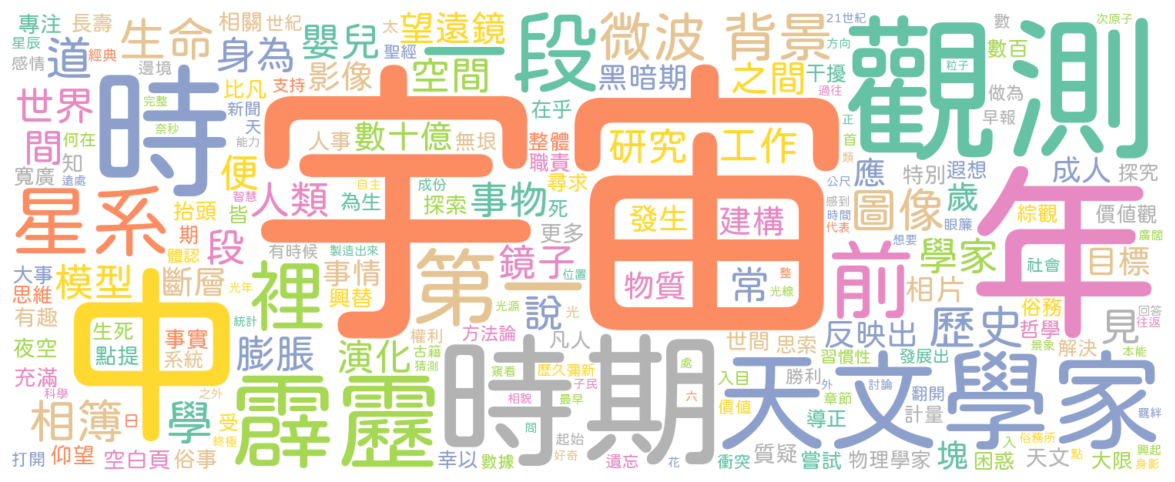 專注
長壽
生命
相關
世紀
嬰兒
太
望遠鏡
段
微波
背景
21世紀
觀測
數
次原子
星辰
道
身為
聖經
一
方向
數百
粒子
感情
經典
邊境
影像
空間
黑暗期
之間
干擾
過往
做為
世界
完整
時
比凡
支持
宇宙
在乎
新聞
天
能力
奈秒
人事
數十億
無垠
整體
研究
工作
正
首
早報
間
何在
知
便
職責
類
寬廣
遠處
智慧
自主
成份
尋求
應
特別
遐想
成人
探究
星系
抬頭
皆
人類
為生
探索
事物
死
發生
建構
公尺
感到
圖像
歲
年
綜觀
價值觀
期
段
有時候
製造出來
更多
時間
代表
眼簾
想要
廣闊
體認
大事
思維
模型
斷層
光年
裡
事情
興替
第一
鏡子
位置
物質
常
整
光線
前
學家
社會
目標
有趣
中
統計
光源
光
說
相片
俗務
回答
往返
夜空
生死
點提
事實
系統
膨脹
演化
權利
古籍
猜測
方法論
凡人
世間
思索
反映出
歷史
哲學
見
景象
充滿
科學
之外
霹靂
時期
窺看
歷久彌新
子民
處
習慣性
發展出
解決
本能
相簿
日
學
受
終極
相貌
最早
六
入目
勝利
外
討論
翻開
天文學家
羈絆
價值
章節
導正
計量
打開
仰望
空白頁
俗事
幸以
數據
問
起始
好奇
遺忘
花
衝突
質疑
嘗試
物理學家
塊
困惑
入
俗務所
天文
點
大限
興起
身影